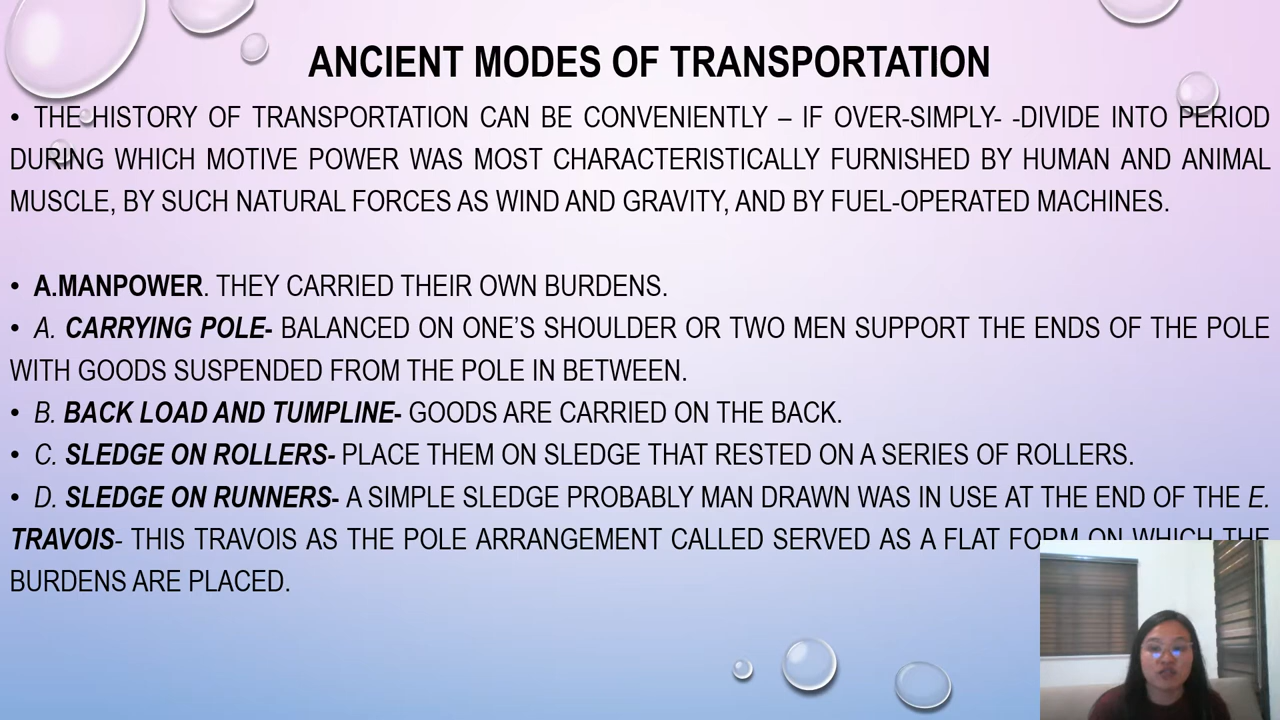 ANCIENT MODES OF TRANSPORTATION
• THE HISTORY OF TRANSPORTATION CAN BE CONVENIENTLY – IF OVER-SIMPLY- -DIVIDE INTO PERIOD
DURING WHICH MOTIVE POWER WAS MOST CHARACTERISTICALLY FURNISHED BY HUMAN AND ANIMAL
MUSCLE, BY SUCH NATURAL FORCES AS WIND AND GRAVITY, AND BY FUEL-OPERATED MACHINES.
• A.MANPOWER. THEY CARRIED THEIR OWN BURDENS.
• A. CARRYING POLE- BALANCED ON ONE’S SHOULDER OR TWO MEN SUPPORT THE ENDS OF THE POLE
WITH GOODS SUSPENDED FROM THE POLE IN BETWEEN.
• B. BACK LOAD AND TUMPLINE- GOODS ARE CARRIED ON THE BACK.
• C. SLEDGE ON ROLLERS- PLACE THEM ON SLEDGE THAT RESTED ON A SERIES OF ROLLERS.
• D. SLEDGE ON RUNNERS- A SIMPLE SLEDGE PROBABLY MAN DRAWN WAS IN USE AT THE END OF THE E.
TRAVOIS- THIS TRAVOIS AS THE POLE ARRANGEMENT CALLED SERVED AS A FLAT FORM ON WHICH THE
BURDENS ARE PLACED.